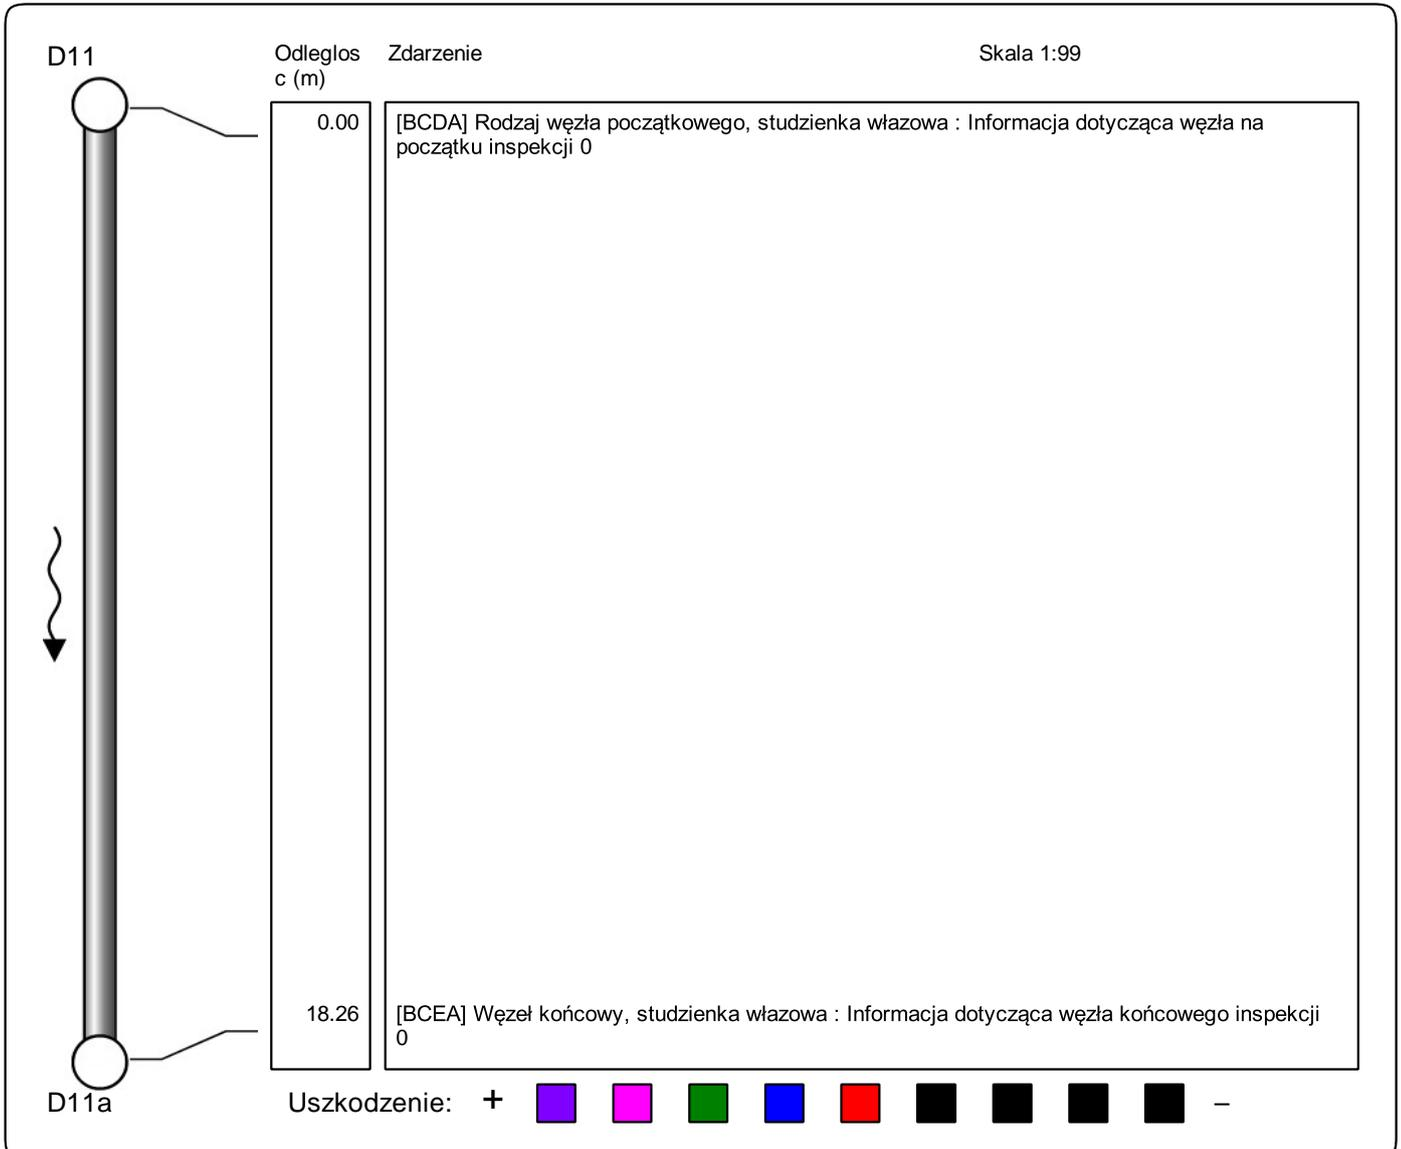 D11
Odleglos
c (m)
Zdarzenie
Skala 1:99
0.00
[BCDA] Rodzaj węzła początkowego, studzienka włazowa : Informacja dotycząca węzła na
początku inspekcji 0
18.26
[BCEA] Węzeł końcowy, studzienka włazowa : Informacja dotycząca węzła końcowego inspekcji
0
D11a
Uszkodzenie: + –